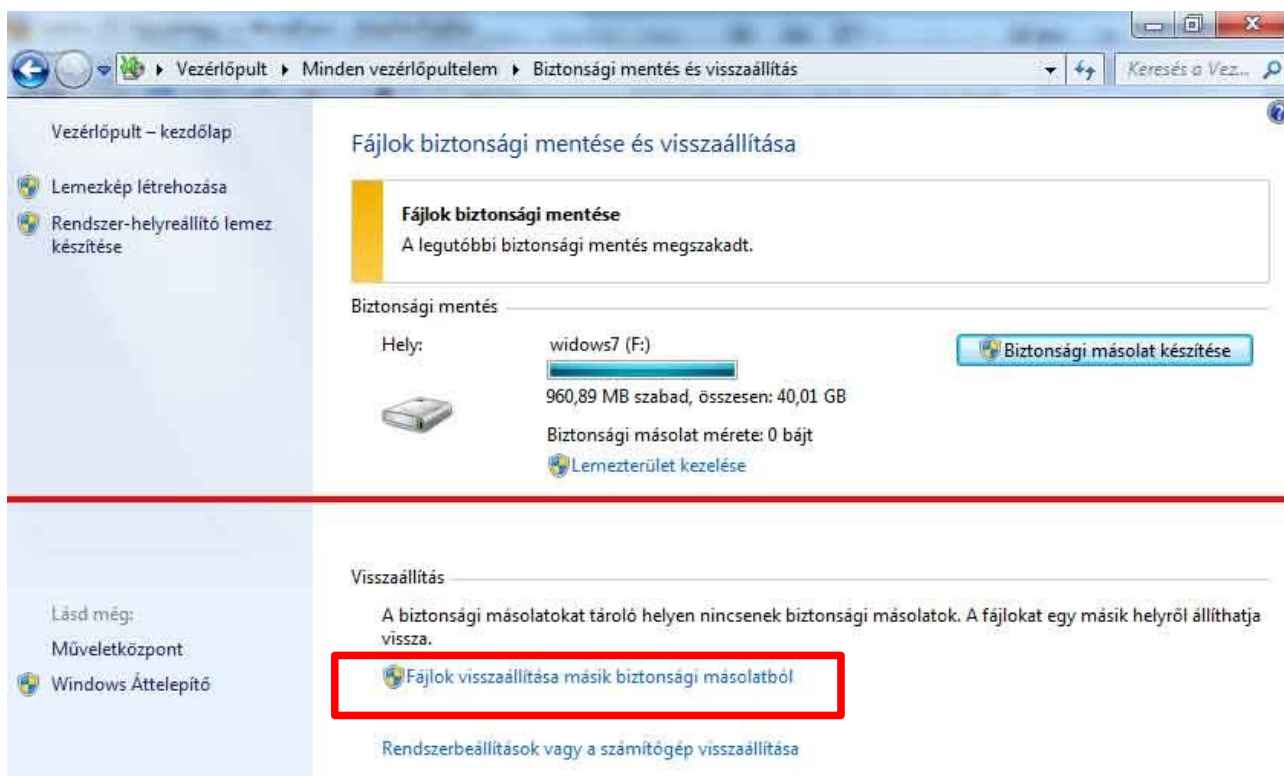 Vezérlőpult ▸ Minden vezérlőpultelem ▸ Biztonsági mentés és visszaállítás
Keresés a Vez...
Vezérlőpult – kezdőlap
Lemezkép létrehozása
Rendszer-helyreállító lemez
készítése
Fájlok biztonsági mentése és visszaállítása
Fájlok biztonsági mentése
A legutóbbi biztonsági mentés megszakadt.
Biztonsági mentés
Hely:
widows7 (F:)
Biztonsági másolat készítése
960,89 MB szabad, összesen: 40,01 GB
Biztonsági másolat mérete: 0 bájt
Lemezterület kezelése
Visszaállítás
A biztonsági másolatokat tároló helyen nincsenek biztonsági másolatok. A fájlokat egy másik helyről állíthatja
vissza.
Fájlok visszaállítása másik biztonsági másolatból
Rendszerbeállítások vagy a számítógép visszaállítása
Lásd még:
Műveletközpont
Windows Áttelepítő